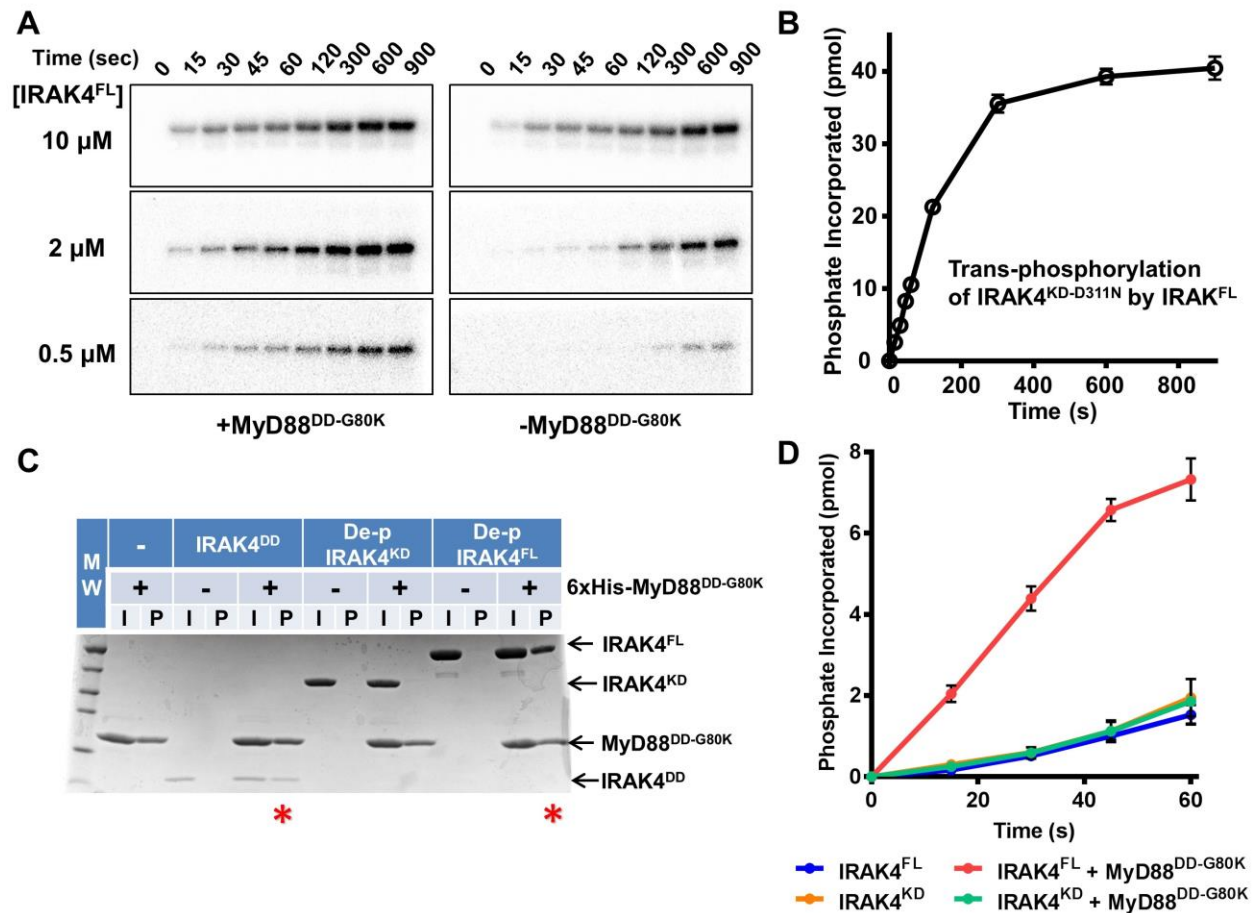 A
Time (sec) 0 15 30 45 60 120 300 600 900 0 15 30 45 60 120 300 600 900
[IRAK4FL]
10 µM
2 µM
0.5 µM
+MyD88DD-G80K
-MyD88DD-G80K
B
Phosphate Incorporated (pmol)
40
30
20
10
0
0 200 400 600 800
Time (s)
Trans-phosphorylation
of IRAK4KD-D311N by IRAKFL
C
MW
- IRAK4DD De-p IRAK4KD De-p IRAK4FL
+ - + - + - + 6xHis-MyD88DD-G80K
I P I P I P I P I P I P I P
IRAK4FL
IRAK4KD
MyD88DD-G80K
IRAK4DD
* *
D
Phosphate Incorporated (pmol)
8
6
4
2
0
0 20 40 60
Time (s)
IRAK4FL IRAK4FL + MyD88DD-G80K
IRAK4KD IRAK4KD + MyD88DD-G80K